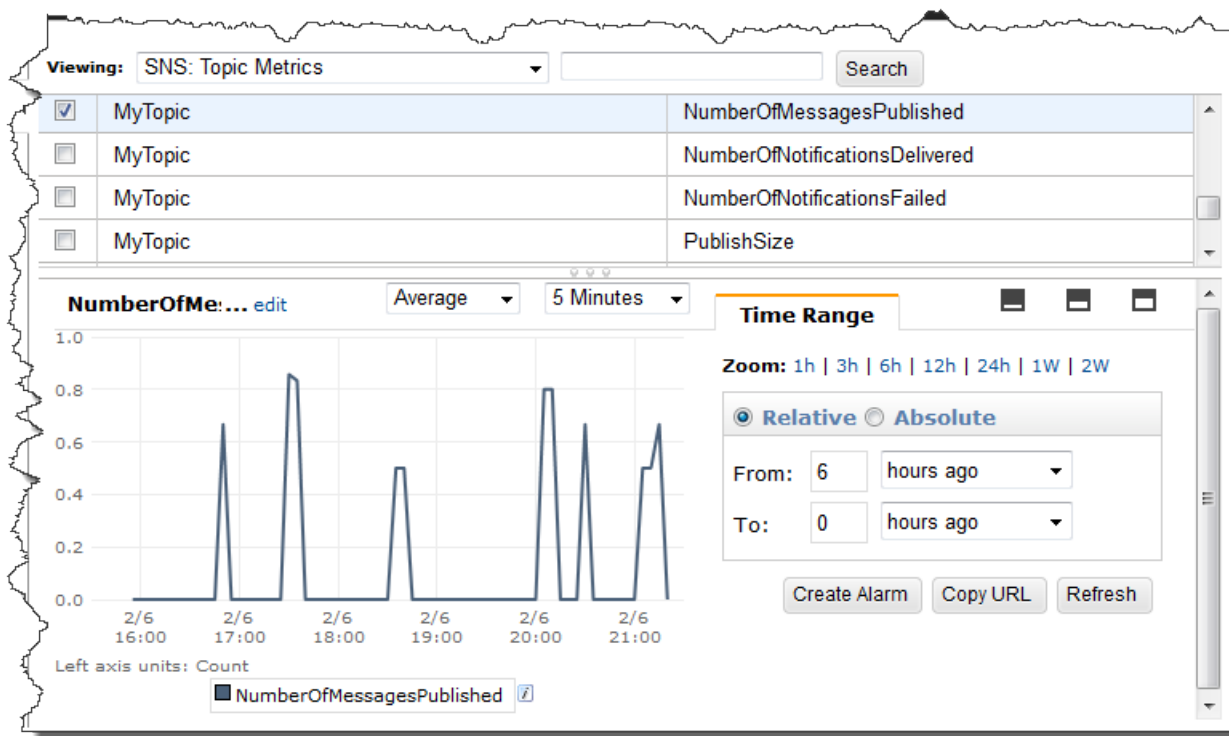 Viewing: SNS: Topic Metrics Search
MyTopic NumberOfMessagesPublished
MyTopic NumberOfNotificationsDelivered
MyTopic NumberOfNotificationsFailed
MyTopic PublishSize
NumberOfMe:... edit Average 5 Minutes
Time Range
1.0
0.8
0.6
0.4
0.2
0.0
2/6 2/6 2/6 2/6 2/6 2/6
16:00 17:00 18:00 19:00 20:00 21:00
Left axis units: Count
NumberOfMessagesPublished i
Zoom: 1h | 3h | 6h | 12h | 24h | 1W | 2W
Relative Absolute
From: 6 hours ago
To: 0 hours ago
Create Alarm Copy URL Refresh